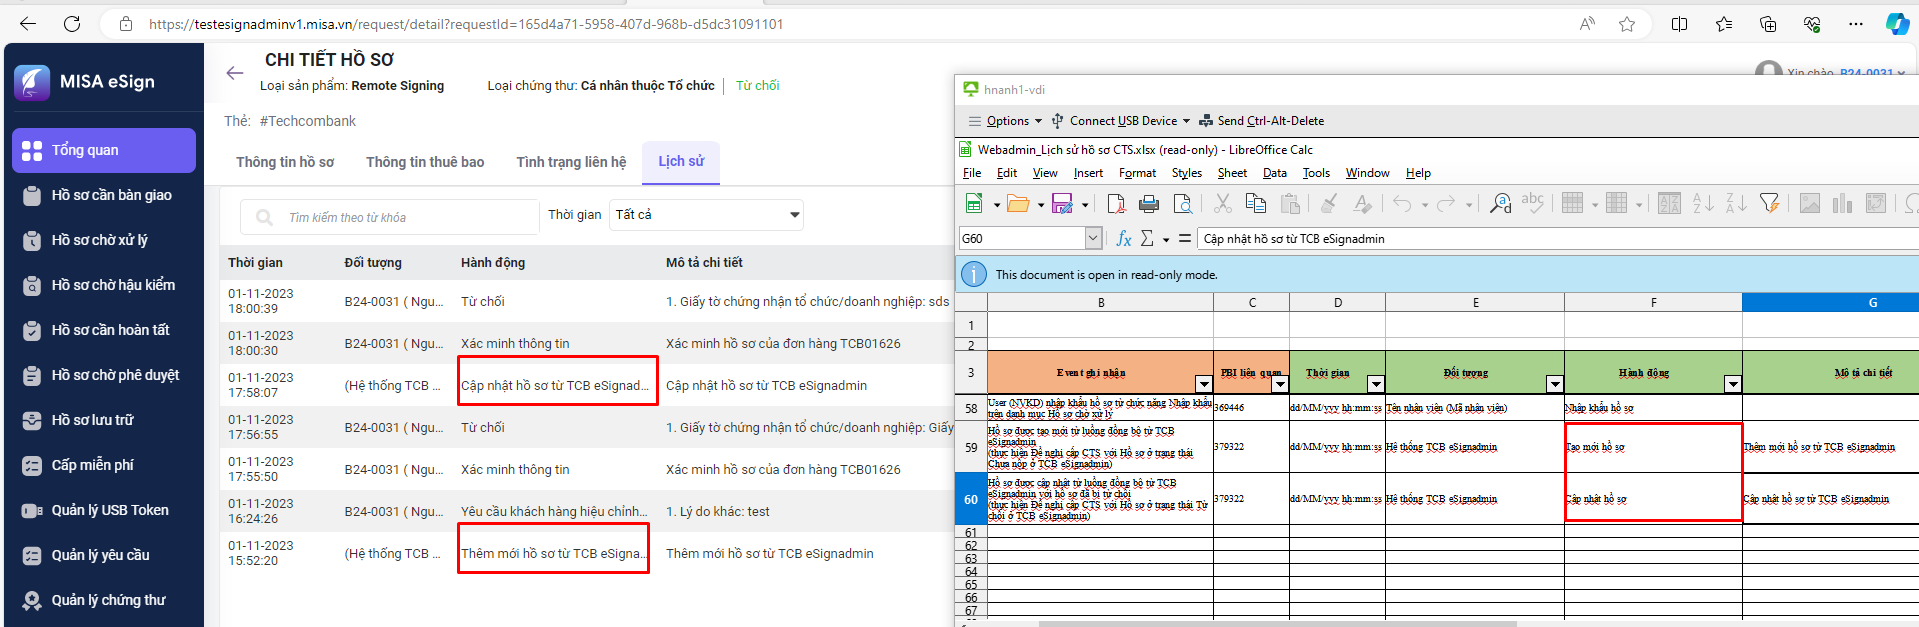 https://testesignadminv1.misa.vn/request/detail?requestId=165d4a71-5958-407d-968b-d5dc31091101
MISA eSign
Tổng quan
Hồ sơ cần bàn giao
Hồ sơ chờ xử lý
Hồ sơ chờ hậu kiểm
Hồ sơ cần hoàn tất
Hồ sơ chờ phê duyệt
Hồ sơ lưu trữ
Cấp miễn phí
Quản lý USB Token
Quản lý yêu cầu
Quản lý chứng thư
CHI TIẾT HỒ SƠ
Loại sản phẩm: Remote Signing Loại chứng thư: Cá nhân thuộc Tổ chức Từ chối
Xin chào, B24-0031
Thẻ: #Techcombank
Thông tin hồ sơ Thông tin thuê bao Tình trạng liên hệ Lịch sử
Tìm kiếm theo từ khóa Thời gian Tất cả
Thời gian Đối tượng Hành động Mô tả chi tiết
01-11-2023 18:00:39 B24-0031 ( Ngu... Từ chối 1. Giấy tờ chứng nhận tổ chức/doanh nghiệp: sds
01-11-2023 18:00:30 B24-0031 ( Ngu... Xác minh thông tin Xác minh hồ sơ của đơn hàng TCB01626
01-11-2023 17:58:07 (Hệ thống TCB ... Cập nhật hồ sơ từ TCB eSignad... Cập nhật hồ sơ từ TCB eSignadmin
01-11-2023 17:56:55 B24-0031 ( Ngu... Từ chối 1. Giấy tờ chứng nhận tổ chức/doanh nghiệp: Giấy
01-11-2023 17:55:50 B24-0031 ( Ngu... Xác minh thông tin Xác minh hồ sơ của đơn hàng TCB01626
01-11-2023 16:24:26 B24-0031 ( Ngu... Yêu cầu khách hàng hiệu chỉnh... 1. Lý do khác: test
01-11-2023 15:52:20 (Hệ thống TCB ... Thêm mới hồ sơ từ TCB eSigna... Thêm mới hồ sơ từ TCB eSignadmin
hnanh1-vdi
Options Connect USB Device Send Ctrl-Alt-Delete
Webadmin_Lịch sử hồ sơ CTS.xlsx (read-only) - LibreOffice Calc
File Edit View Insert Format Styles Sheet Data Tools Window Help
G60 fx Σ = Cập nhật hồ sơ từ TCB eSignadmin
This document is open in read-only mode.
B C D E F G
1
2
3 Event ghi nhận PBI liên quan Thời gian Đối tượng Hành động Mô tả chi tiết
58 User (NVKD) nhập khẩu hồ sơ từ chức năng Nhập khẩu trên danh mục Hồ sơ chờ xử lý 369446 dd/MM/yyy hh:mm:ss Tên nhân viên (Mã nhân viên) Nhập khẩu hồ sơ
59 Hồ sơ được tạo mới từ luồng đồng bộ từ TCB eSignadmin (thực hiện Đề nghị cấp CTS với Hồ sơ ở trạng thái Chưa nộp ở TCB eSignadmin) 379322 dd/MM/yyy hh:mm:ss Hệ thống TCB eSignadmin Tạo mới hồ sơ Thêm mới hồ sơ từ TCB eSignadmin
60 Hồ sơ được cập nhật từ luồng đồng bộ từ TCB eSignadmin với hồ sơ đã bị từ chối (thực hiện Đề nghị cấp CTS với Hồ sơ ở trạng thái Từ chối ở TCB eSignadmin) 379322 dd/MM/yyy hh:mm:ss Hệ thống TCB eSignadmin Cập nhật hồ sơ Cập nhật hồ sơ từ TCB eSignadmin
61
62
63
64
65
66
67